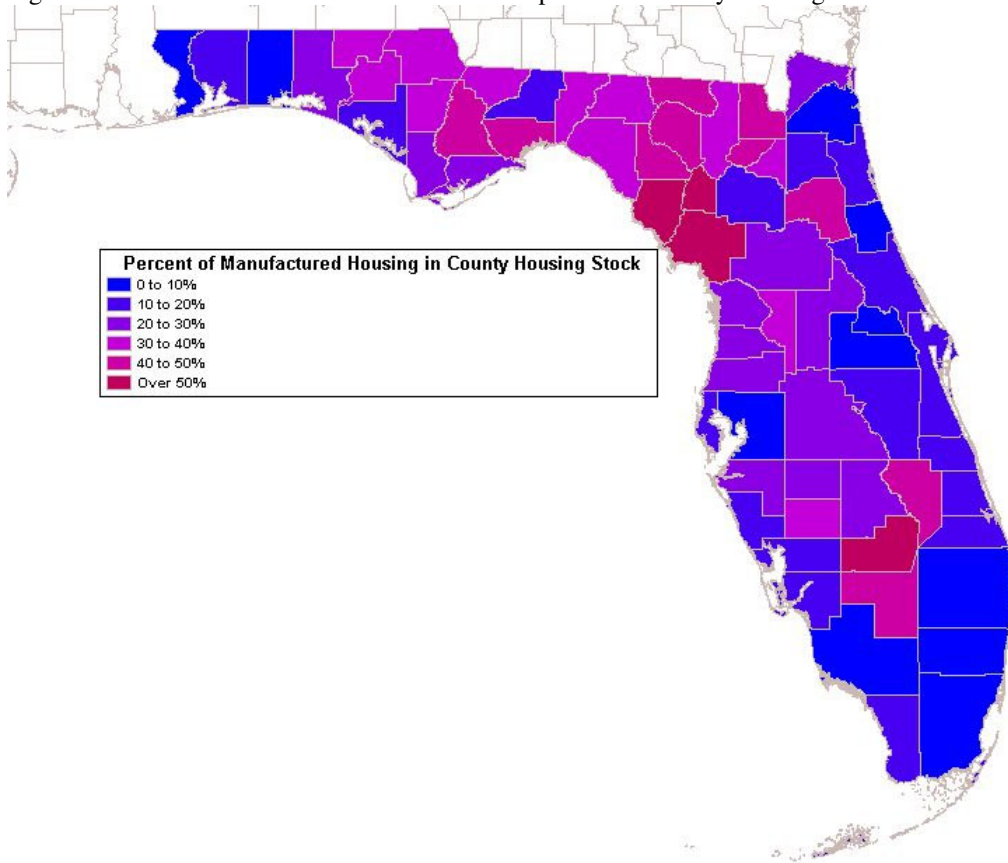 Percent of Manufactured Housing in County Housing Stock
0 to 10%
10 to 20%
20 to 30%
30 to 40%
40 to 50%
Over 50%